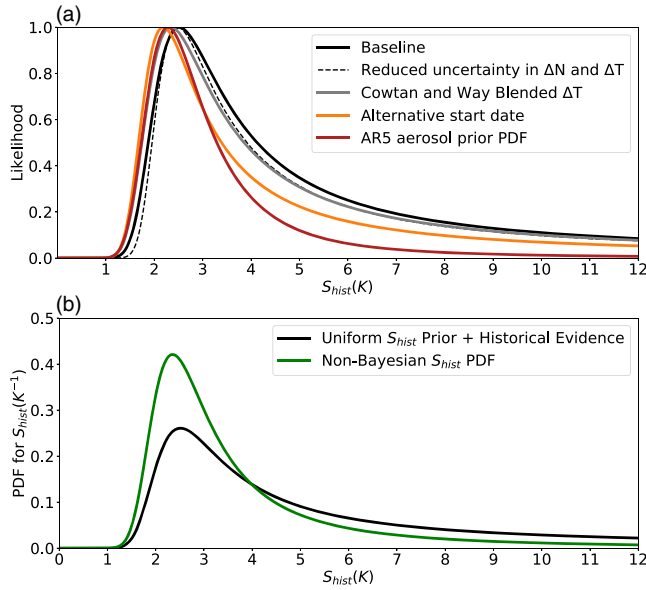 (a)
1.0
0.8
0.6
0.4
0.2
0.0
Likelihood
Baseline
Reduced uncertainty in ΔN and ΔT
Cowtan and Way Blended ΔT
Alternative start date
AR5 aerosol prior PDF
1 2 3 4 5 6 7 8 9 10 11 12
S_hist(K)
(b)
0.5
0.4
0.3
0.2
0.1
0.0
PDF for S_hist(K⁻¹)
Uniform S_hist Prior + Historical Evidence
Non-Bayesian S_hist PDF
0 1 2 3 4 5 6 7 8 9 10 11 12
S_hist(K)